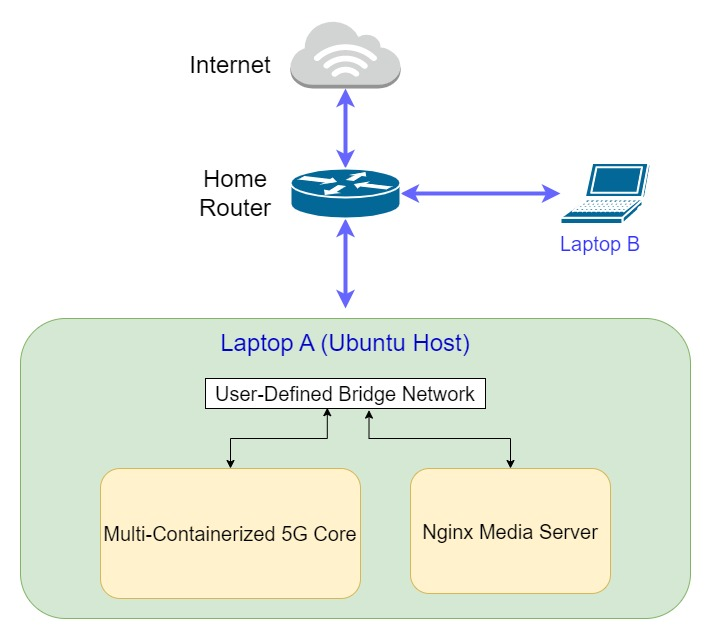 Internet
Home
Router
Laptop B
Laptop A (Ubuntu Host)
User-Defined Bridge Network
Multi-Containerized 5G Core
Nginx Media Server